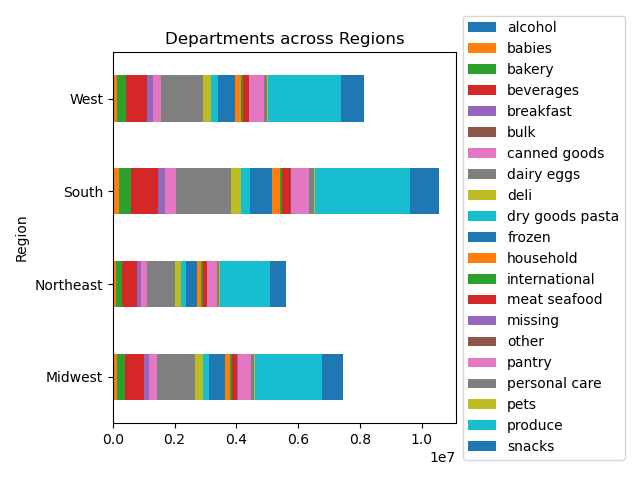 Departments across Regions
Region
West
South
Northeast
Midwest
0.0 0.2 0.4 0.6 0.8 1.0
1e7
alcohol
babies
bakery
beverages
breakfast
bulk
canned goods
dairy eggs
deli
dry goods pasta
frozen
household
international
meat seafood
missing
other
pantry
personal care
pets
produce
snacks